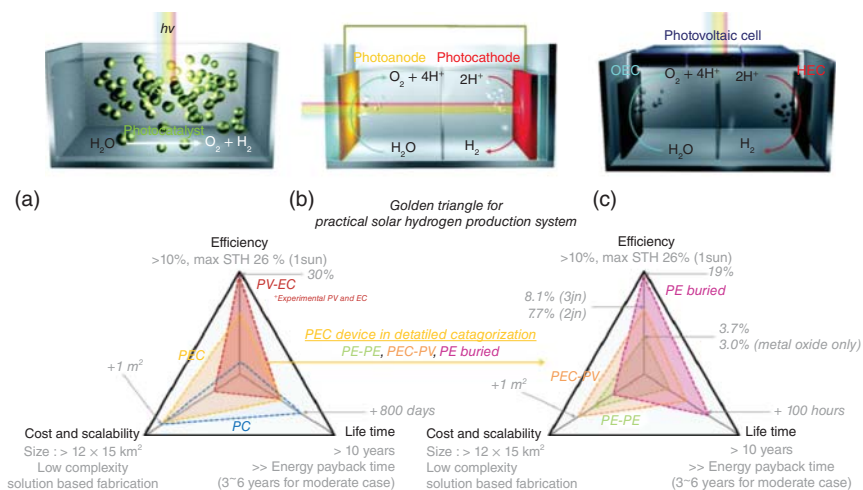 hv
Photocatalyst
H₂O
O₂ + H₂
Photoanode
Photocathode
O₂ + 4H⁺
2H⁺
H₂O
H₂
Photovoltaic cell
OEC
HEC
O₂ + 4H⁺
2H⁺
H₂O
H₂
(a)
(b)
(c)
Golden triangle for
practical solar hydrogen production system
Efficiency
>10%, max STH 26 % (1sun)
30%
PV-EC
*Experimental PV and EC
PEC
+1 m²
PC
+ 800 days
Cost and scalability
Size : > 12 × 15 km²
Low complexity
solution based fabrication
Life time
> 10 years
>> Energy payback time
(3~6 years for moderate case)
PEC device in detatiled catagorization
PE-PE, PEC-PV, PE buried
Efficiency
>10%, max STH 26% (1sun)
19%
PE buried
8.1% (3jn)
7.7% (2jn)
3.7%
3.0% (metal oxide only)
PEC-PV
+1 m²
PE-PE
+ 100 hours
Cost and scalability
Size : > 12 × 15 km²
Low complexity
solution based fabrication
Life time
> 10 years
>> Energy payback time
(3~6 years for moderate case)